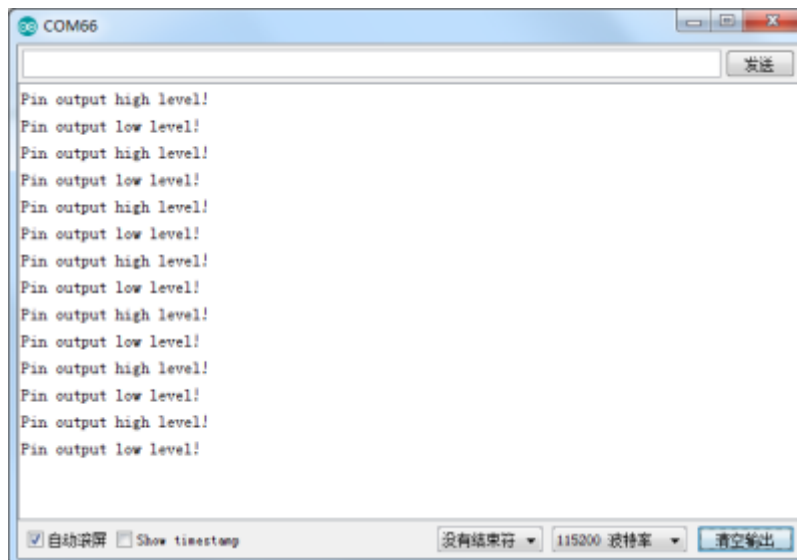 COM66
发送
Pin output high level!
Pin output low level!
Pin output high level!
Pin output low level!
Pin output high level!
Pin output low level!
Pin output high level!
Pin output low level!
Pin output high level!
Pin output low level!
Pin output high level!
Pin output low level!
Pin output high level!
Pin output low level!
自动滚屏 Show timestamp 没有结束符 115200 波特率 清空输出